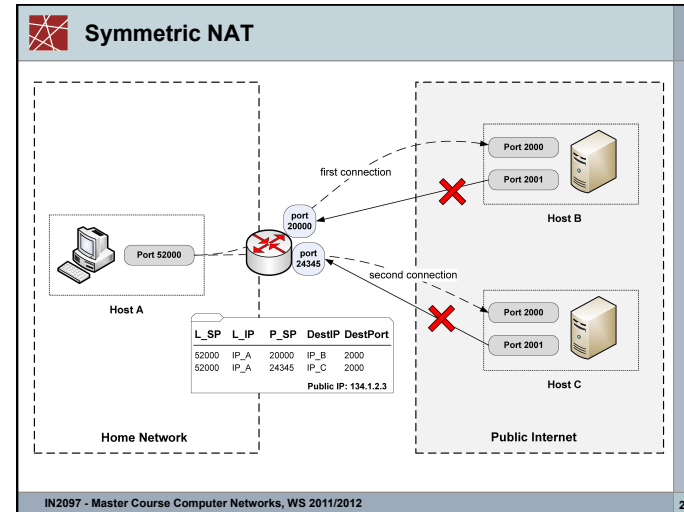 Symmetric NAT
Port 2000
first connection
Port 2001
port
20000
Host B
Port 52000
port
24345
second connection
Host A
Port 2000
Port 2001
L_SP L_IP P_SP DestIP DestPort
52000 IP_A 20000 IP_B 2000
52000 IP_A 24345 IP_C 2000
Public IP: 134.1.2.3
Host C
Home Network
Public Internet
IN2097 - Master Course Computer Networks, WS 2011/2012
2